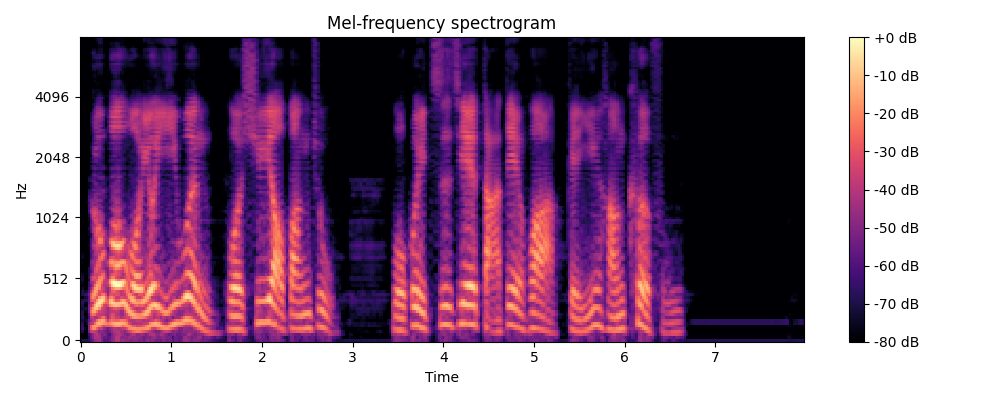 Mel-frequency spectrogram
+0 dB
4096
-10 dB
-20 dB
2048
-30 dB
Hz
1024
-40 dB
-50 dB
512
-60 dB
-70 dB
0
-80 dB
0 1 2 4 5 6 7
Time